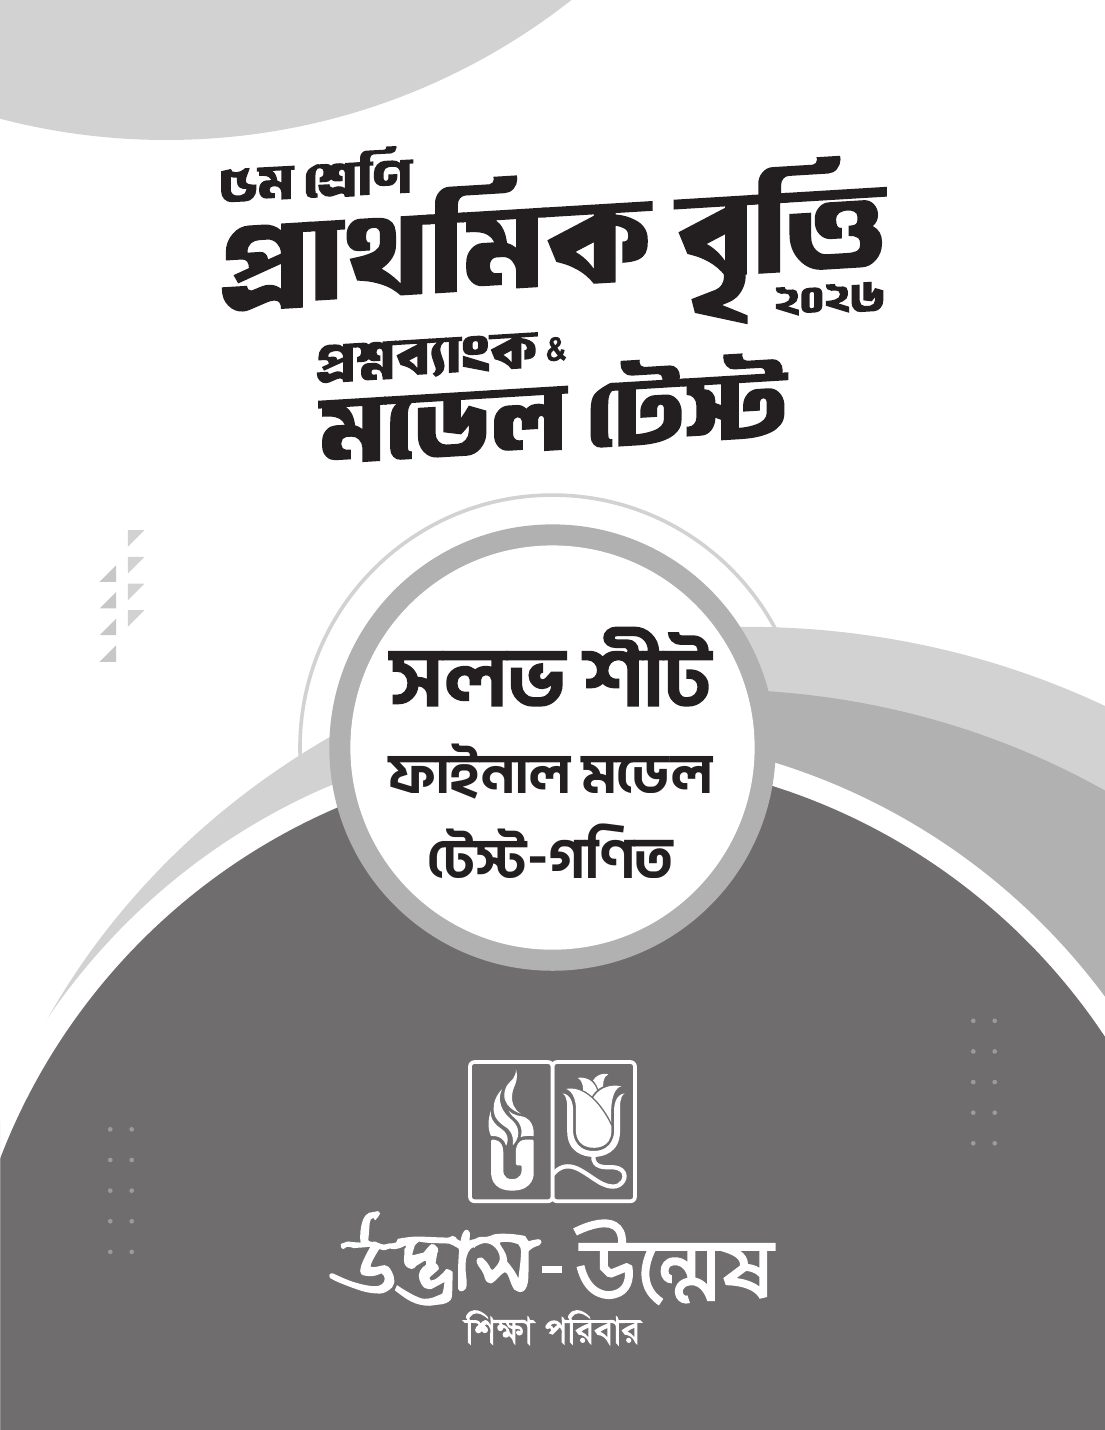 ৫ম শ্রেণি
প্রাথমিক বৃত্তি
২০২৬
প্রশ্নব্যাংক &
মডেল টেস্ট
সলভ শীট
ফাইনাল মডেল
টেস্ট-গণিত
উদ্ভাস-উন্মেষ
শিক্ষা পরিবার